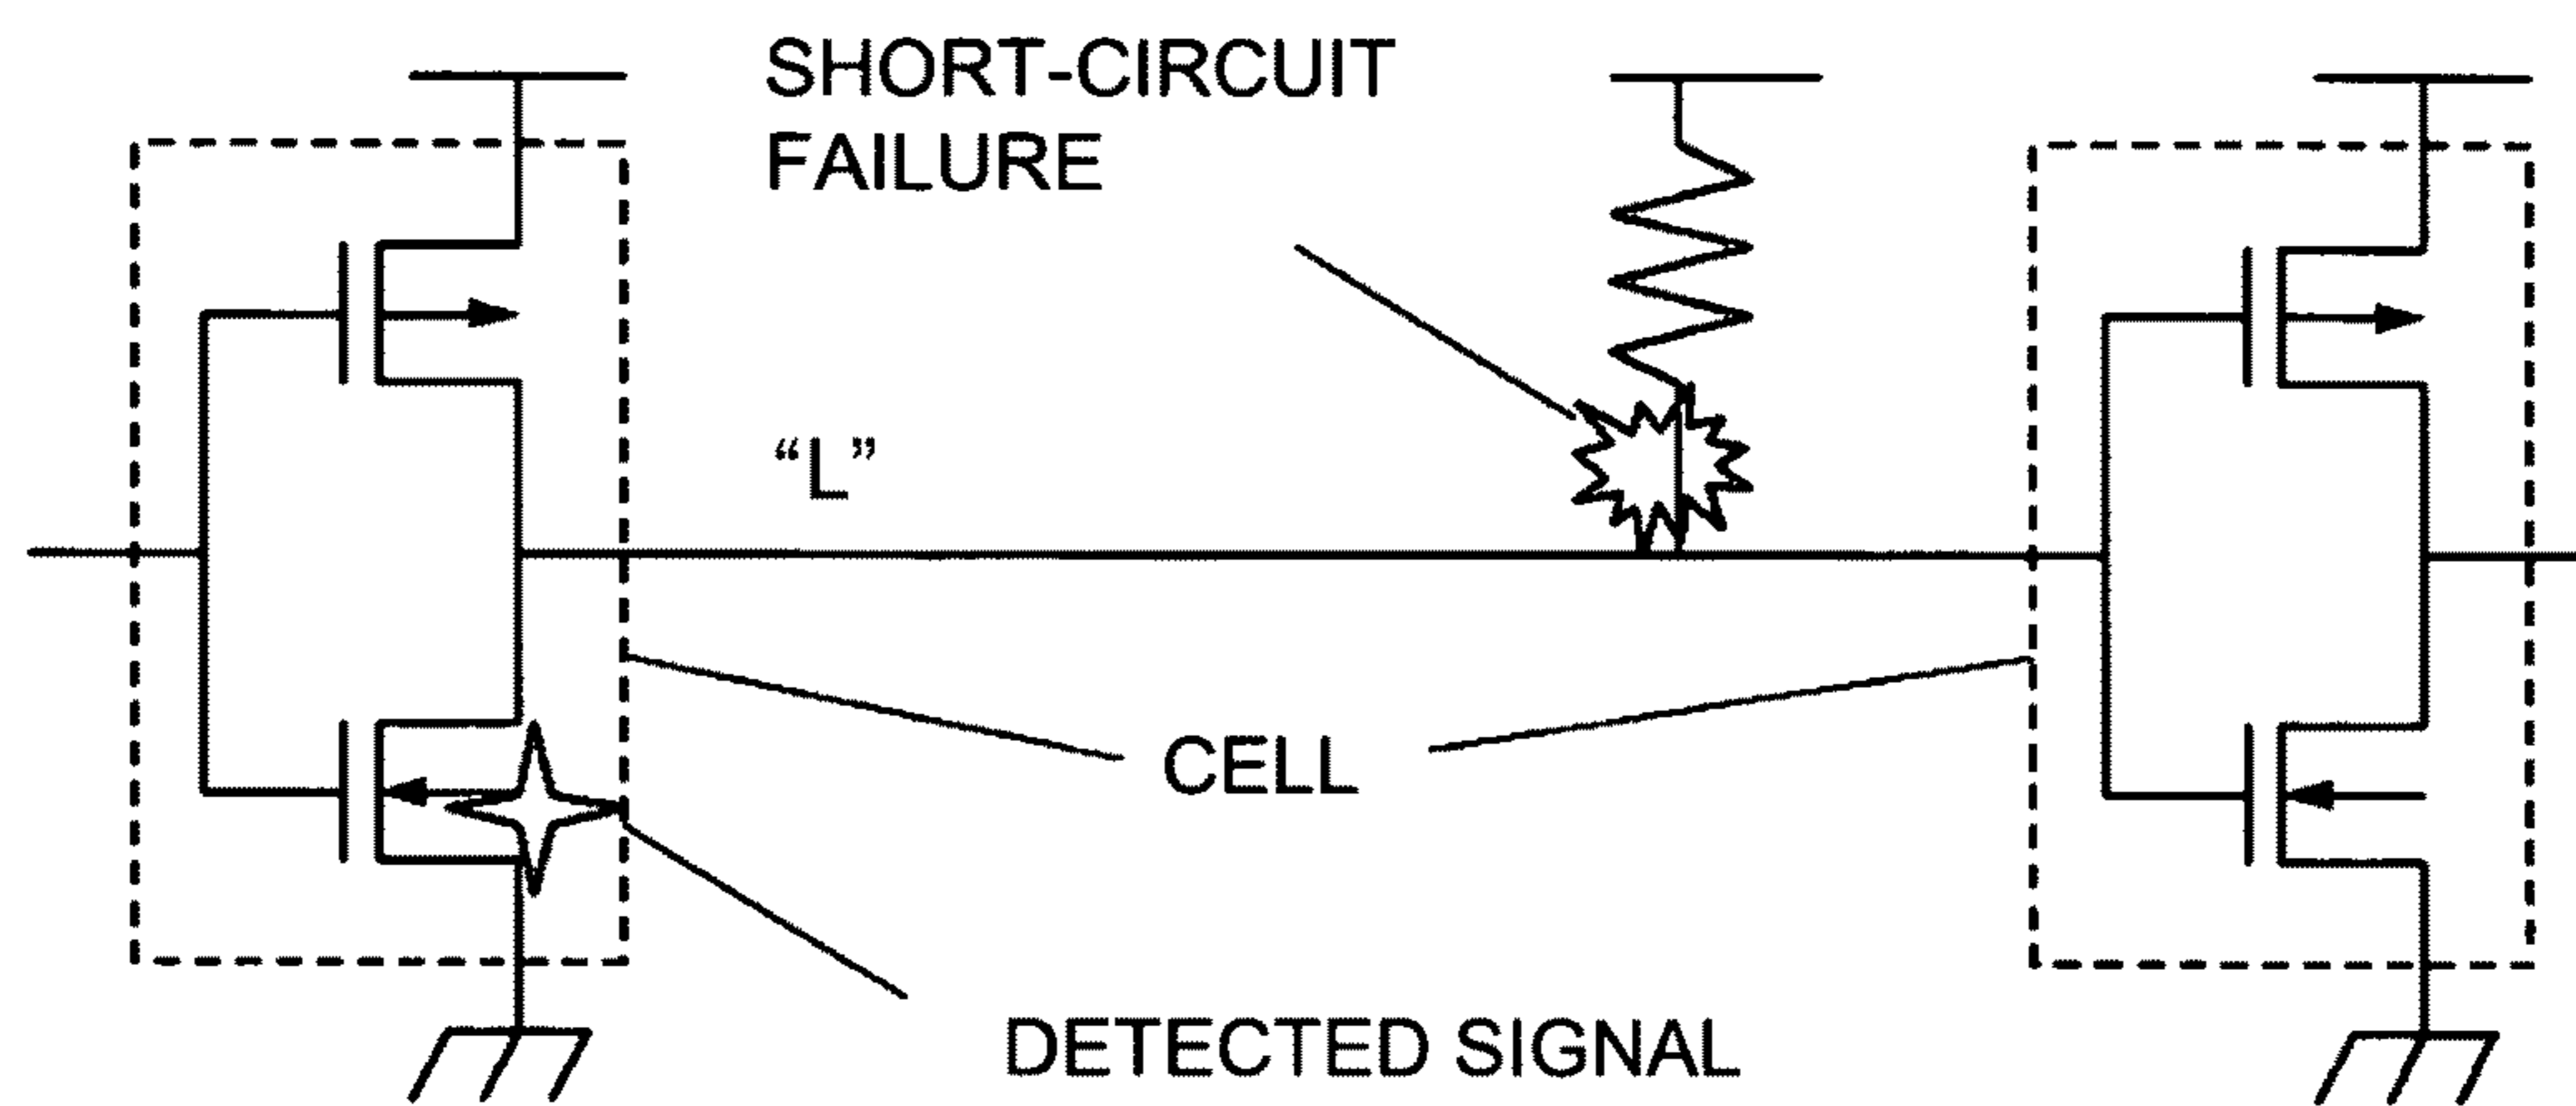 SHORT-CIRCUIT
FAILURE
“L”
CELL
DETECTED SIGNAL